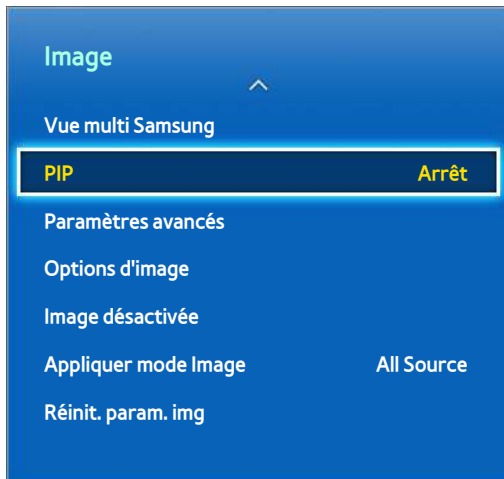 Image
Vue multi Samsung
PIP Arrêt
Paramètres avancés
Options d'image
Image désactivée
Appliquer mode Image All Source
Réinit. param. img